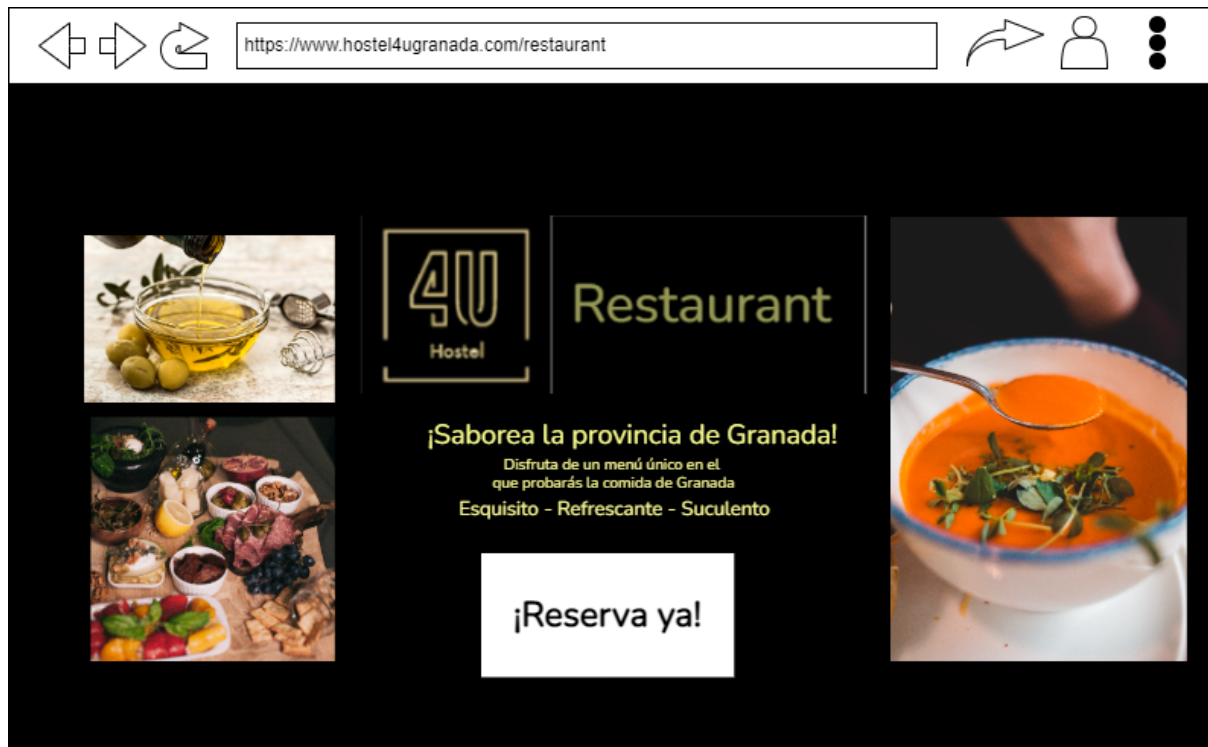 https://www.hostel4ugranada.com/restaurant
4U
Hostel
Restaurant
¡Saborea la provincia de Granada!
Disfruta de un menú único en el
que probarás la comida de Granada
Esquisito - Refrescante - Suculento
¡Reserva ya!